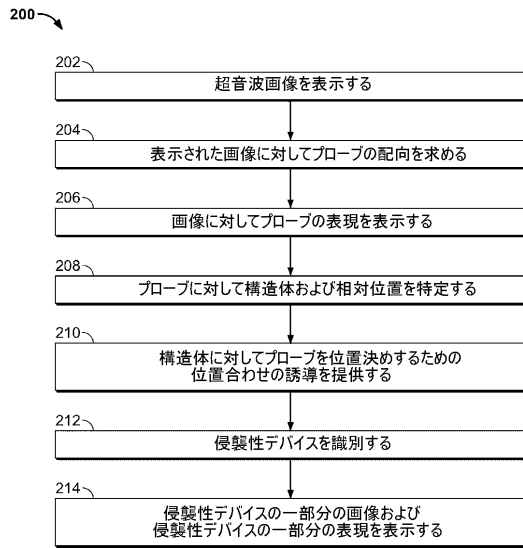 200
202
超音波画像を表示する
204
表示された画像に対してプローブの配向を求める
206
画像に対してプローブの表現を表示する
208
プローブに対して構造体および相対位置を特定する
210
構造体に対してプローブを位置決めするための
位置合わせの誘導を提供する
212
侵襲性デバイスを識別する
214
侵襲性デバイスの一部分の画像および
侵襲性デバイスの一部分の表現を表示する